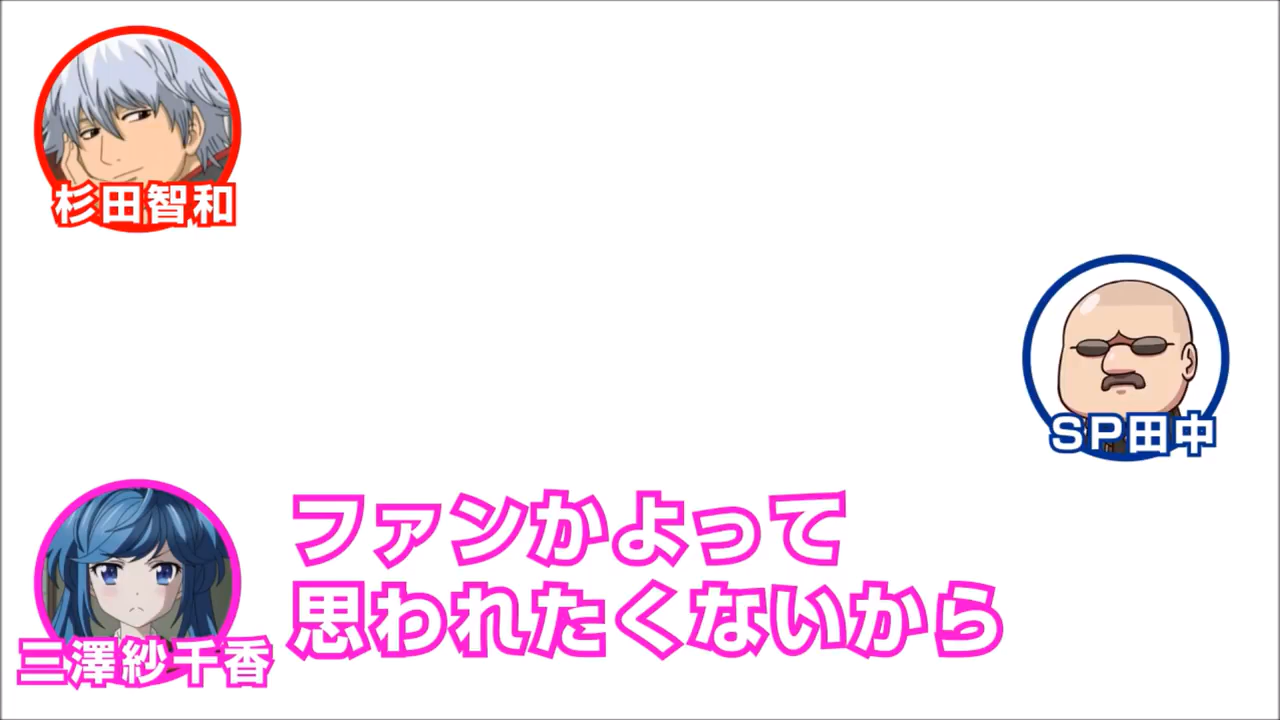 杉田智和
SP田中
ファンかよって
思われたくないから
三澤紗千香